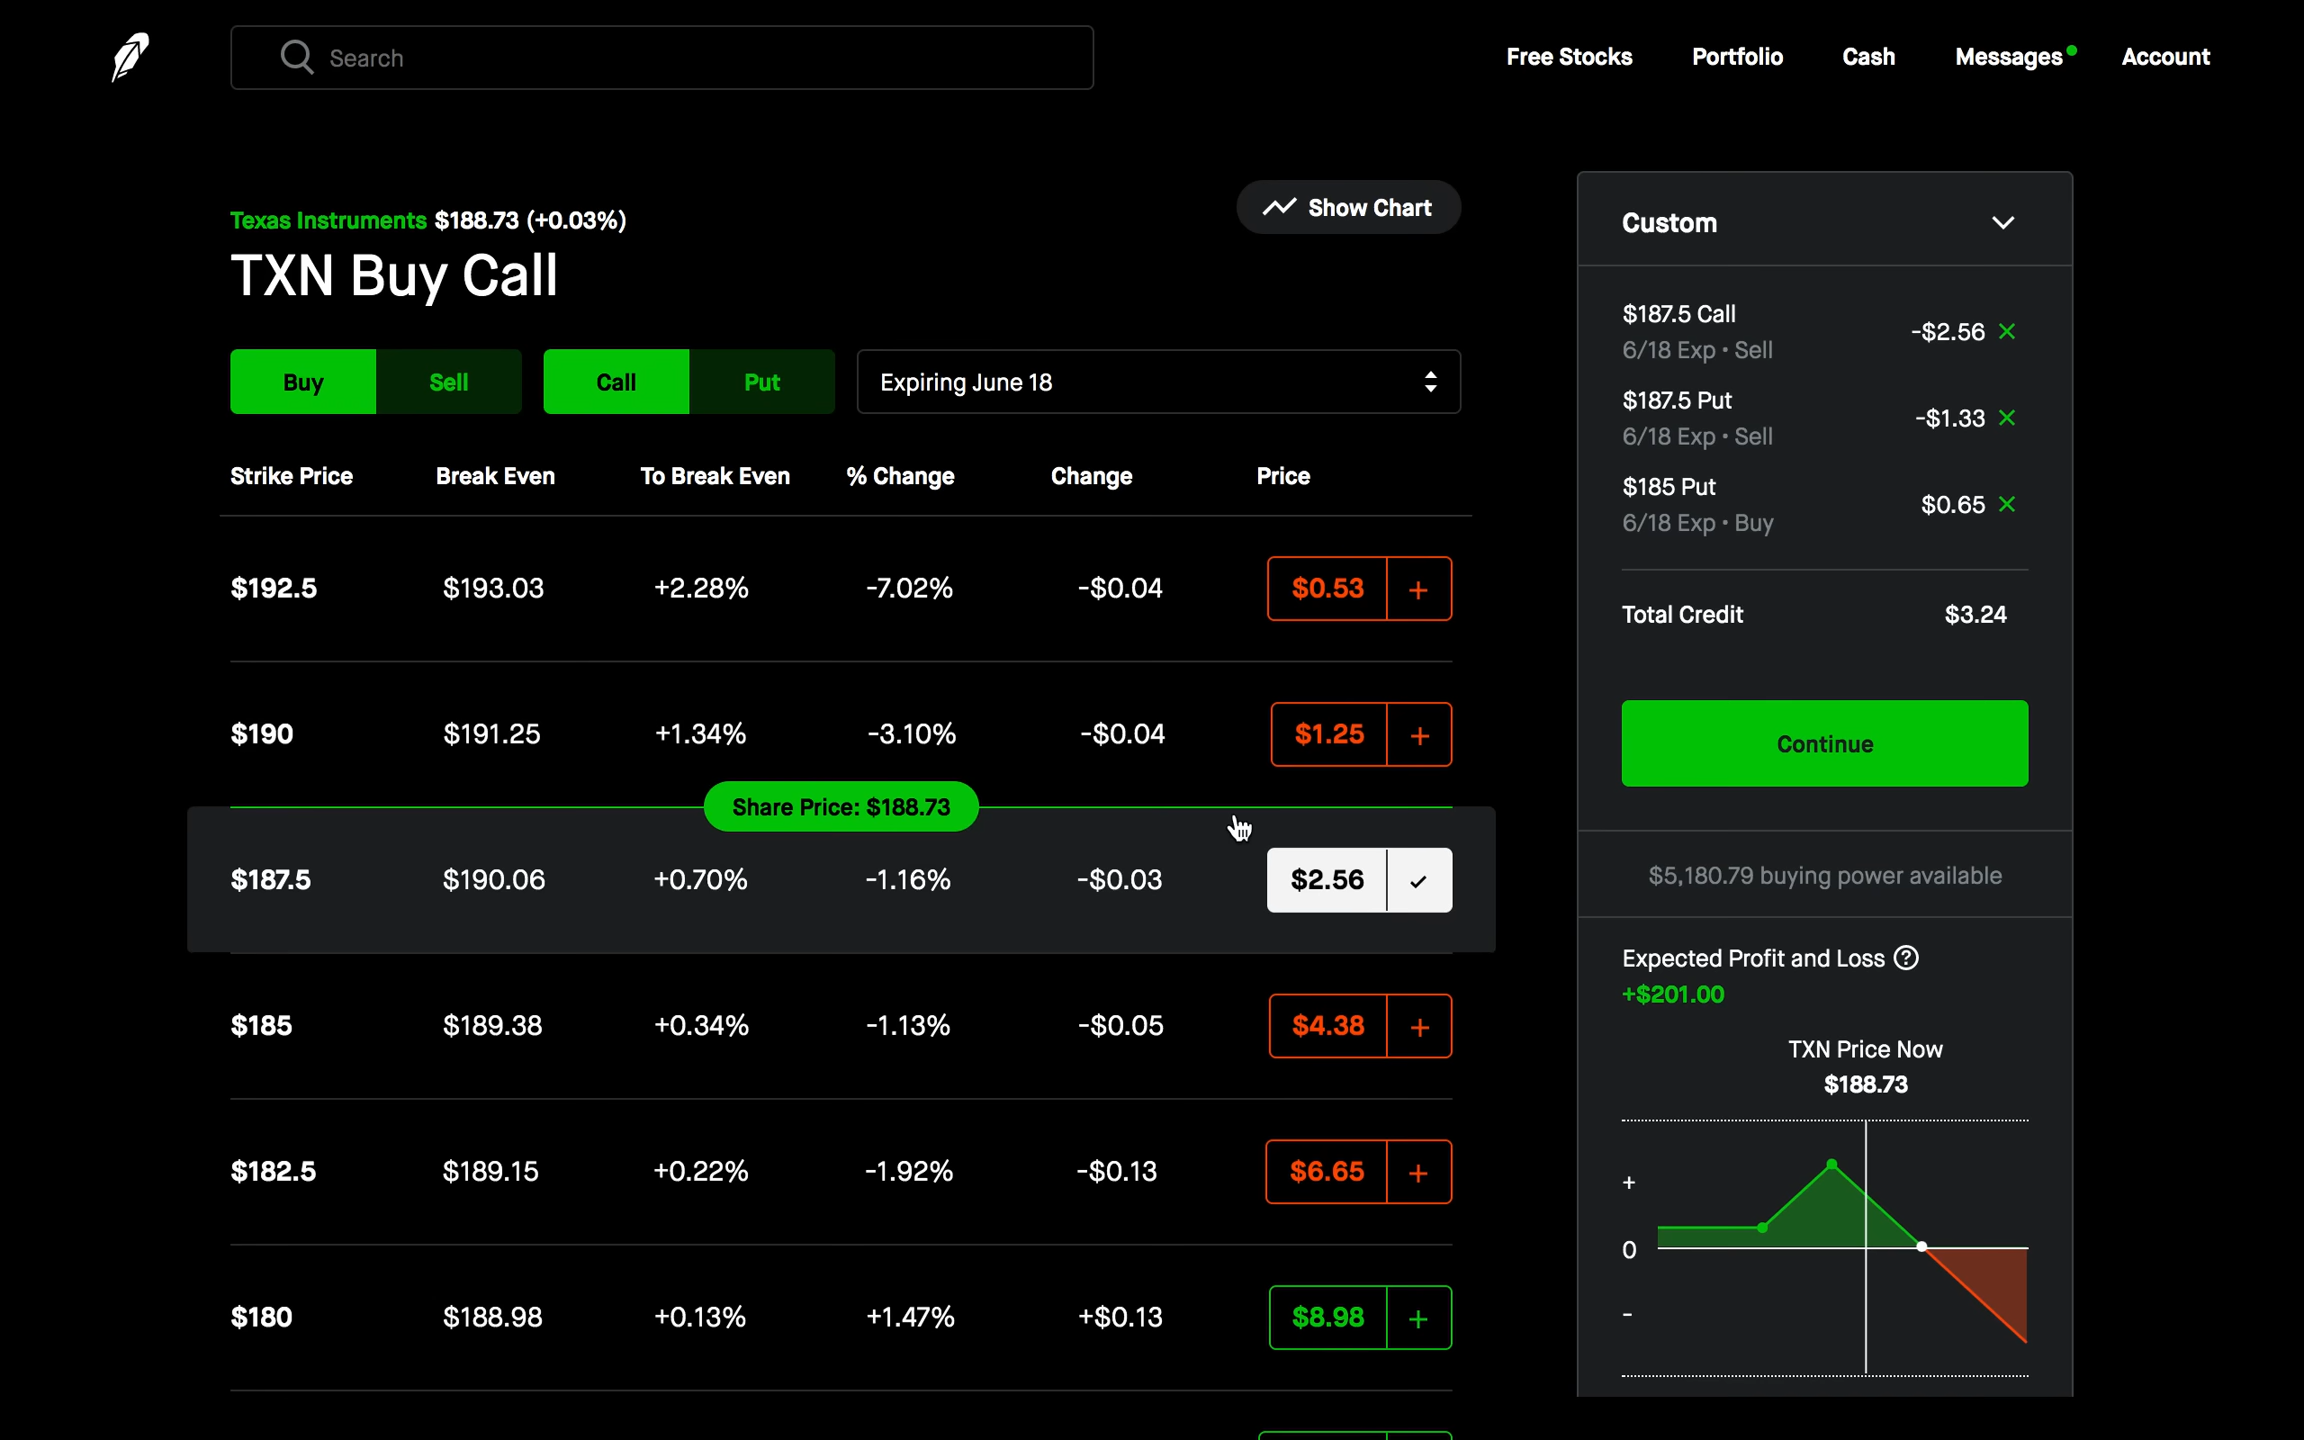 Search
Free Stocks Portfolio Cash Messages Account
Texas Instruments $188.73 (+0.03%)
TXN Buy Call
Show Chart
Buy Sell Call Put Expiring June 18
Strike Price Break Even To Break Even % Change Change Price
$192.5 $193.03 +2.28% -7.02% -$0.04 $0.53 +
$190 $191.25 +1.34% -3.10% -$0.04 $1.25 +
Share Price: $188.73
$187.5 $190.06 +0.70% -1.16% -$0.03 $2.56 ✓
$185 $189.38 +0.34% -1.13% -$0.05 $4.38 +
$182.5 $189.15 +0.22% -1.92% -$0.13 $6.65 +
$180 $188.98 +0.13% +1.47% +$0.13 $8.98 +
Custom
$187.5 Call -$2.56 ×
6/18 Exp • Sell
$187.5 Put -$1.33 ×
6/18 Exp • Sell
$185 Put $0.65 ×
6/18 Exp • Buy
Total Credit $3.24
Continue
$5,180.79 buying power available
Expected Profit and Loss ?
+$201.00
TXN Price Now
$188.73
+
0
-